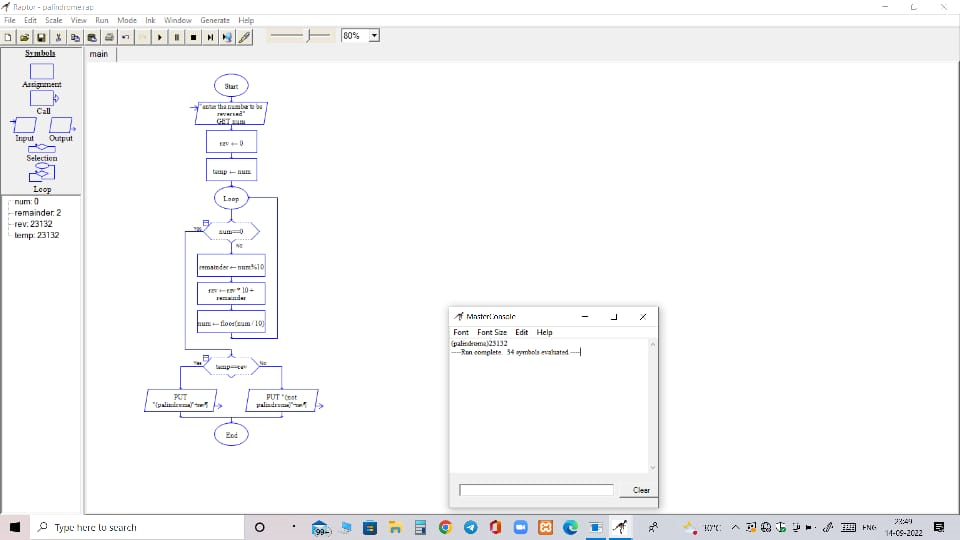 Raptor - palindrome.rap
File Edit Scale View Run Mode Ink Window Generate Help
80%
Symbols
main
Assignment
Call
Input Output
Selection
Loop
num: 0
remainder: 2
rev: 23132
temp: 23132
Start
"enter the number to be
reversed"
GET num
rev ← 0
temp ← num
Loop
num==0
Yes
No
remainder ← num%10
rev ← rev * 10 +
remainder
num ← floor(num / 10)
Yes
temp==rev
No
PUT
"(palindrome)"+rev¶
PUT "(not
palindrome)"+rev¶
End
MasterConsole
Font Font Size Edit Help
(palindrome)23132
----Run complete. 34 symbols evaluated.----
Clear
Type here to search
99+
30°C
ENG
23:49
14-09-2022